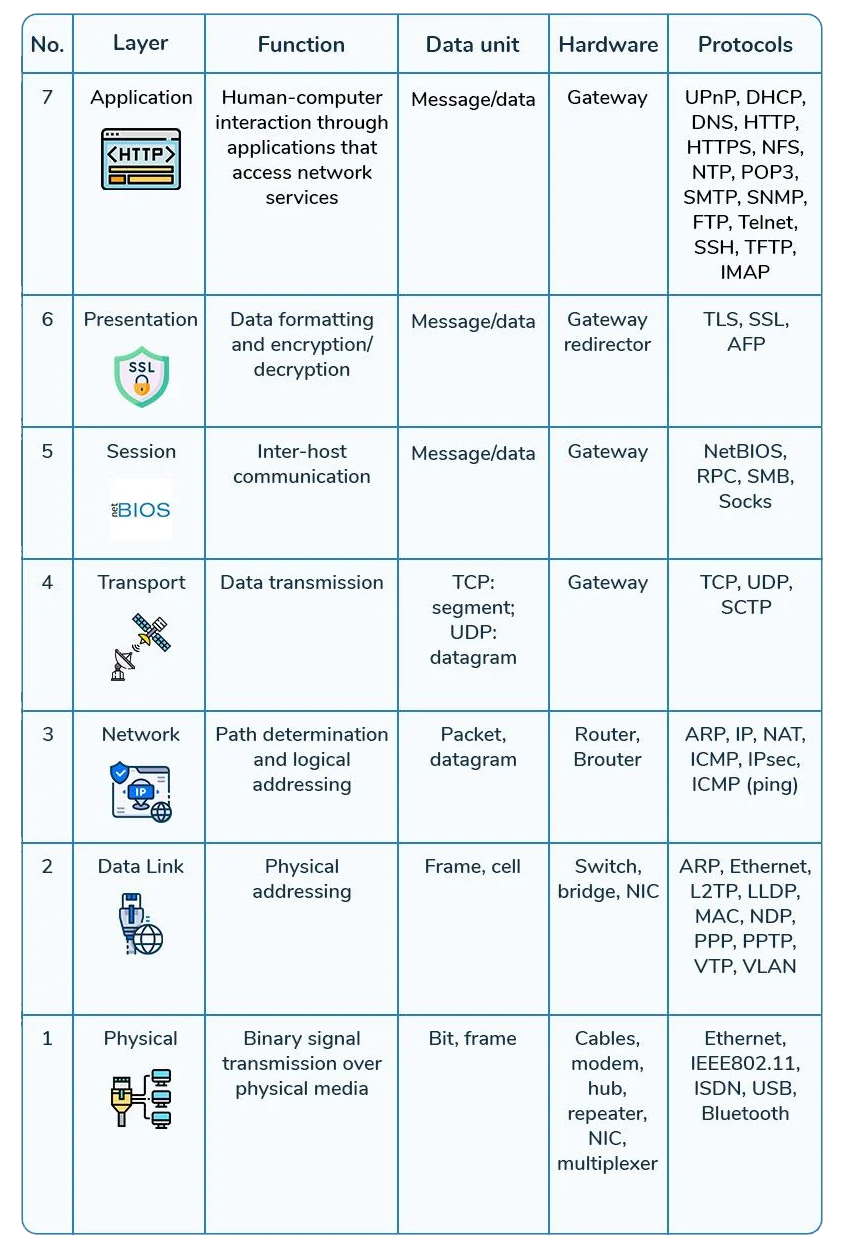 No. Layer Function Data unit Hardware Protocols
7 Application Human-computer Message/data Gateway UPnP, DHCP,
interaction through DNS, HTTP,
<HTTP> applications that HTTPS, NFS,
access network NTP, POP3,
services SMTP, SNMP,
FTP, Telnet,
SSH, TFTP,
IMAP
6 Presentation Data formatting Message/data Gateway TLS, SSL,
and encryption/ redirector AFP
SSL decryption
5 Session Inter-host Message/data Gateway NetBIOS,
communication RPC, SMB,
netBIOS Socks
4 Transport Data transmission TCP: Gateway TCP, UDP,
segment; SCTP
UDP:
datagram
3 Network Path determination Packet, Router, ARP, IP, NAT,
and logical datagram Brouter ICMP, IPsec,
IP addressing ICMP (ping)
2 Data Link Physical Frame, cell Switch, ARP, Ethernet,
addressing bridge, NIC L2TP, LLDP,
MAC, NDP,
PPP, PPTP,
VTP, VLAN
1 Physical Binary signal Bit, frame Cables, Ethernet,
transmission over modem, IEEE802.11,
physical media hub, ISDN, USB,
repeater, Bluetooth
NIC,
multiplexer